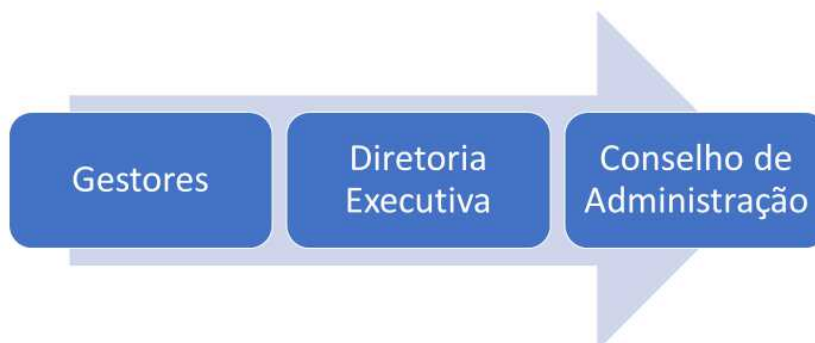 Gestores
Diretoria
Executiva
Conselho de
Administração